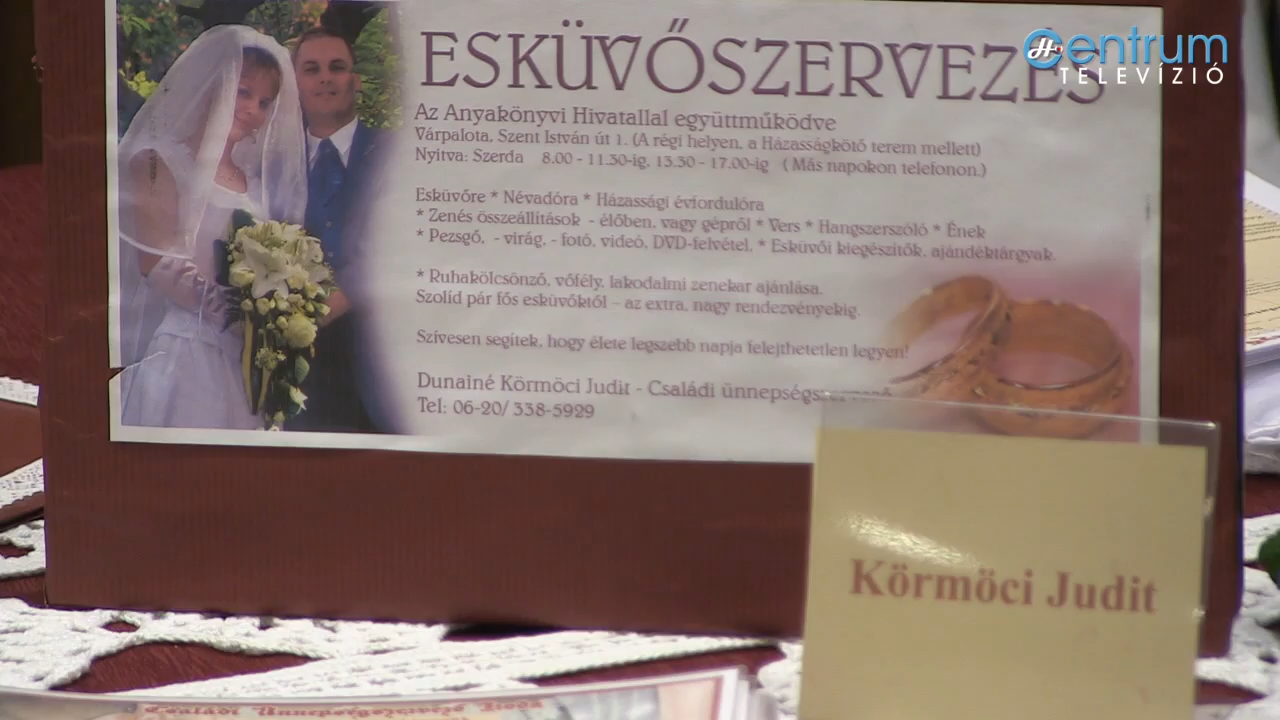 Centrum
TELEVÍZIÓ
ESKÜVŐSZERVEZÉS
Az Anyakönyvi Hivatallal együttműködve
Várpalota, Szent István út 1. (A régi helyen, a Házasságkötő terem mellett)
Nyitva: Szerda 8.00 - 11.30-ig, 13.30 - 17.00-ig ( Más napokon telefonon.)
Esküvőre * Névadóra * Házassági évfordulóra
* Zenés összeállítások - élőben, vagy gépről * Vers * Hangszerszóló * Ének
* Pezsgő, - virág, - fotó, videó, DVD-felvétel, * Esküvői kiegészítők, ajándéktárgyak.
* Ruhakölcsönző, vőfély, lakodalmi zenekar ajánlása.
Szolíd pár fős esküvőktől – az extra, nagy rendezvényekig.
Szívesen segítek, hogy élete legszebb napja felejthetetlen legyen!
Dunainé Körmöci Judit - Családi ünnepségszervező
Tel: 06-20/ 338-5929
Körmöci Judit